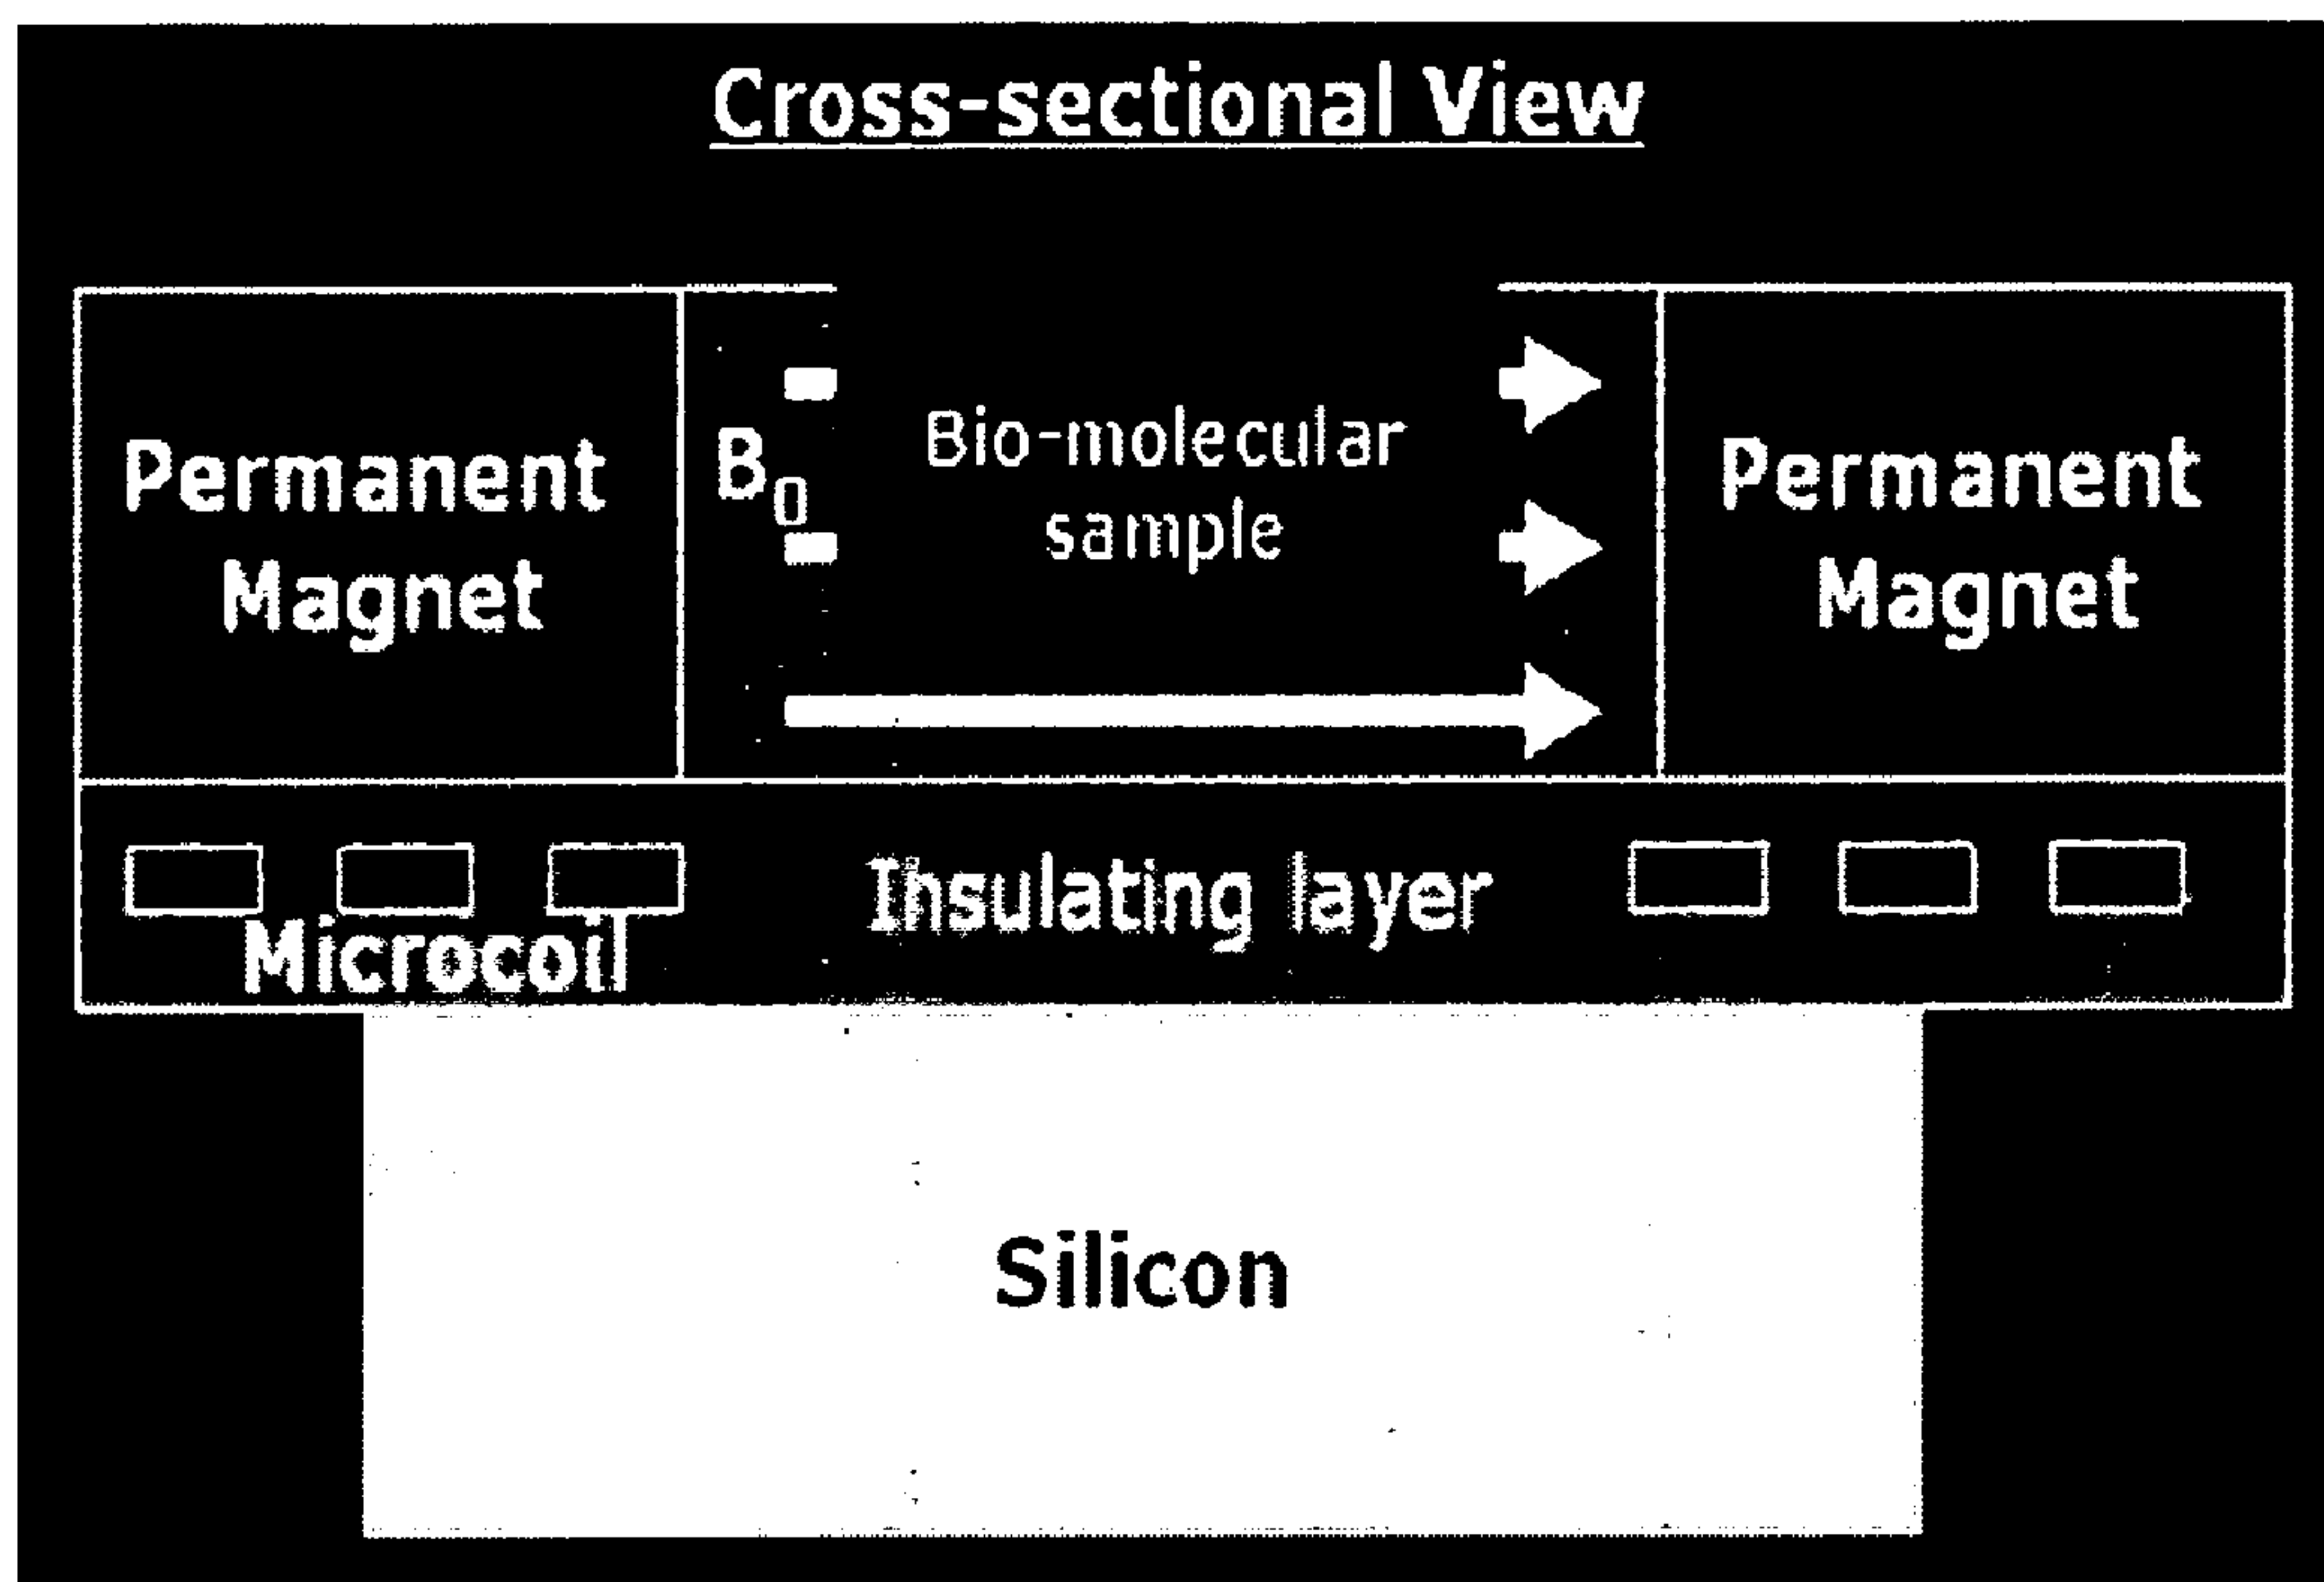 Cross-sectional View
Permanent
Magnet
B₀
Bio-molecular
sample
Permanent
Magnet
Microcoil
Insulating layer
Silicon